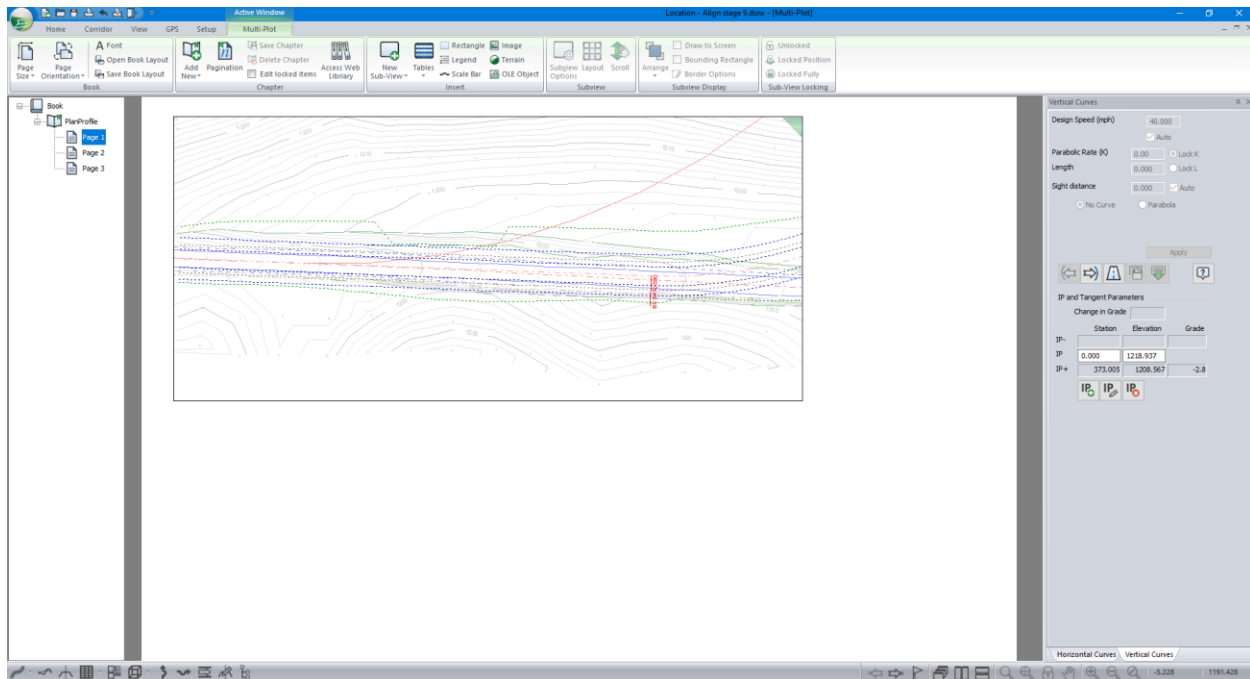 Active Window
Location - Align stage 9.dsnx - [Multi-Plot]
Home Corridor View GPS Setup Multi-Plot
Page Size
Page Orientation
A Font
Open Book Layout
Save Book Layout
Book
Add New
Pagination
Save Chapter
Delete Chapter
Edit locked items
Access Web Library
Chapter
New Sub-View
Tables
Rectangle
Legend
Scale Bar
Image
Terrain
OLE Object
Insert
Subview Options
Layout
Scroll
Subview
Arrange
Draw to Screen
Bounding Rectangle
Border Options
Subview Display
Unlocked
Locked Position
Locked Fully
Sub-View Locking
Book
PlanProfile
Page 1
Page 2
Page 3
Vertical Curves
Design Speed (mph) 40.000
Auto
Parabolic Rate (K) 0.00 Lock K
Length 0.000 Lock L
Sight distance 0.000 Auto
No Curve Parabola
Apply
IP and Tangent Parameters
Change in Grade
Station Elevation Grade
IP-
IP 0.000 1218.937
IP+ 373.005 1208.567 -2.8
IP IP IP
Horizontal Curves Vertical Curves
-5.228 1191.428